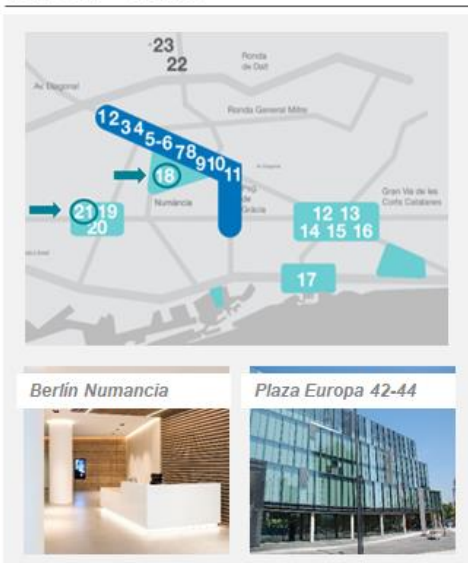 23
22
Ronda
de Dalt
Av Diagonal
Ronda General Mitre
1 2 3 4 5-6 7 8 9 10 11
18
Numància
Psg
de
Gràcia
Gran Via de les
Corts Catalanes
21 19
20
12 13
14 15 16
17
Berlín Numancia
Plaza Europa 42-44